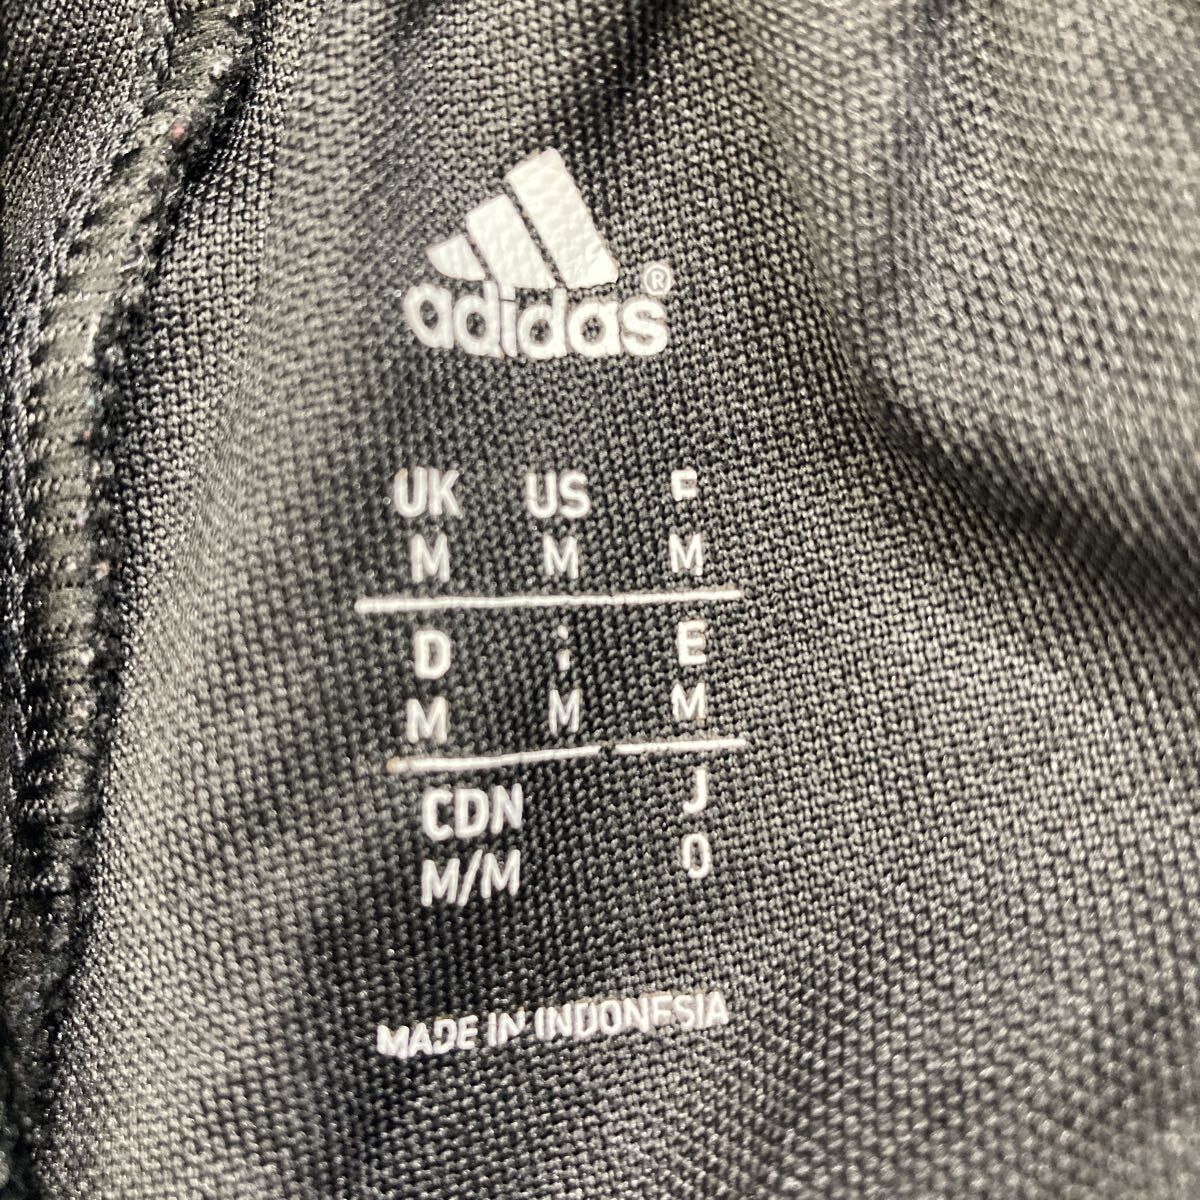 adidas®
UK US F
M M M
D i E
M M M
CDN J
M/M O
MADE IN INDONESIA